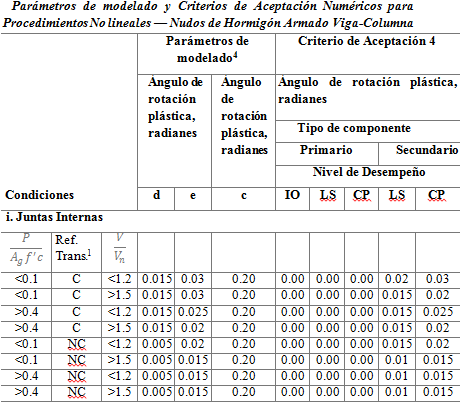 Parámetros de modelado y Criterios de Aceptación Numéricos para
Procedimientos No lineales — Nudos de Hormigón Armado Viga-Columna
Parámetros de modelado4 Criterio de Aceptación 4
Ángulo de rotación plástica, radianes Ángulo de rotación plástica, radianes Ángulo de rotación plástica, radianes
Tipo de componente
Primario Secundario
Nivel de Desempeño
Condiciones d e c IO LS CP LS CP
i. Juntas Internas
P/Ag f'c Ref. Trans.1 V/Vn
<0.1 C <1.2 0.015 0.03 0.20 0.00 0.00 0.00 0.02 0.03
<0.1 C >1.5 0.015 0.03 0.20 0.00 0.00 0.00 0.015 0.02
>0.4 C <1.2 0.015 0.025 0.20 0.00 0.00 0.00 0.015 0.025
>0.4 C >1.5 0.015 0.02 0.20 0.00 0.00 0.00 0.015 0.02
<0.1 NC <1.2 0.005 0.02 0.20 0.00 0.00 0.00 0.015 0.02
<0.1 NC >1.5 0.005 0.015 0.20 0.00 0.00 0.00 0.01 0.015
>0.4 NC <1.2 0.005 0.015 0.20 0.00 0.00 0.00 0.01 0.015
>0.4 NC >1.5 0.005 0.015 0.20 0.00 0.00 0.00 0.01 0.015